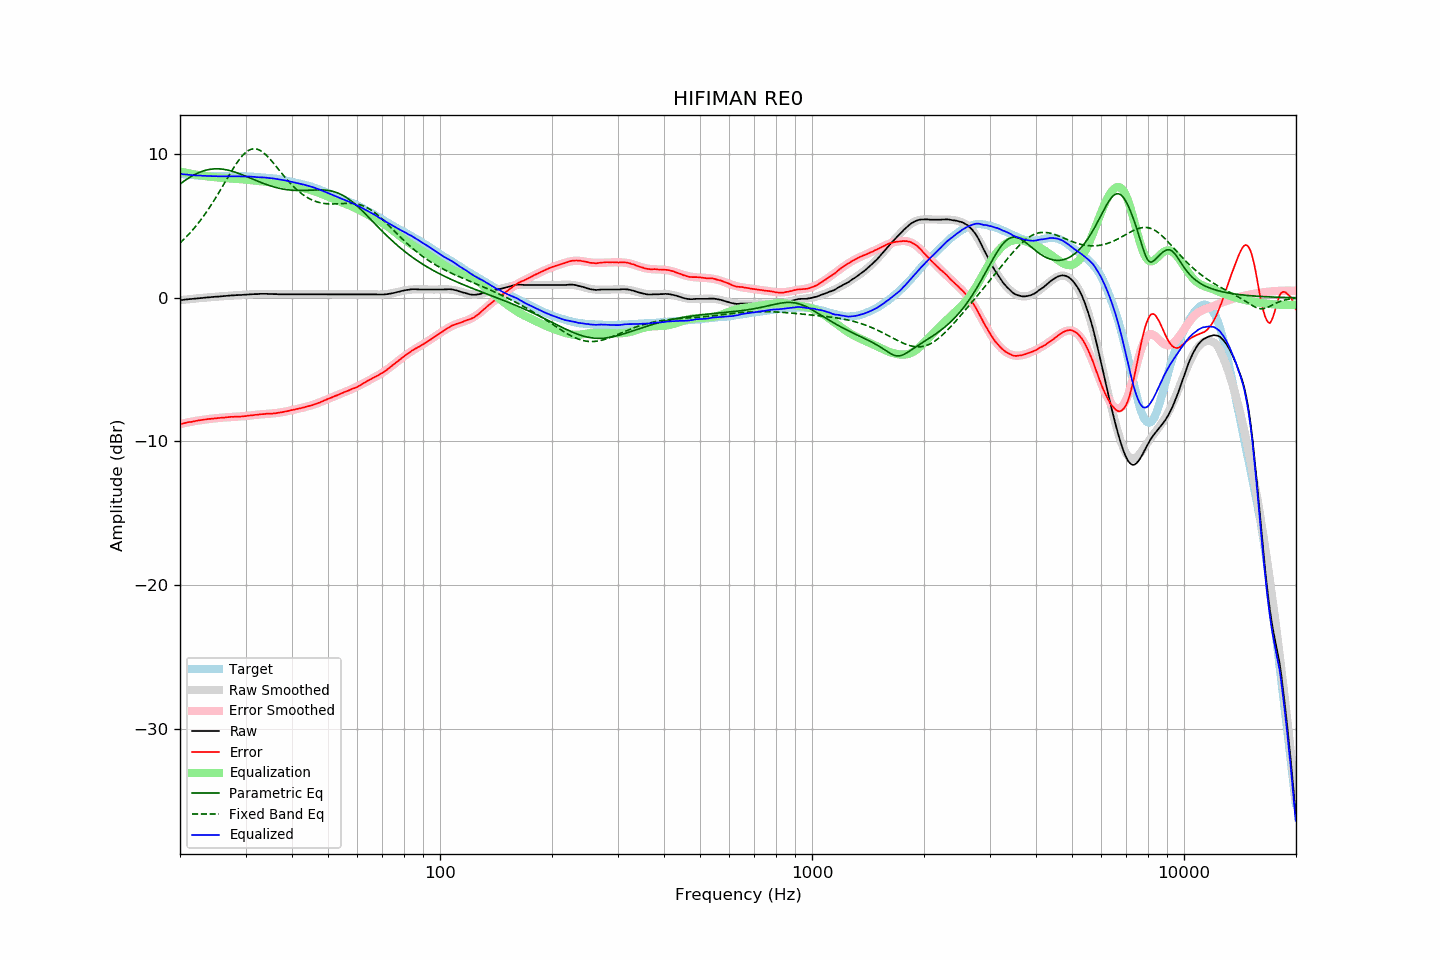 HIFIMAN RE0
10
0
−10
−20
−30
Amplitude (dBr)
Target
Raw Smoothed
Error Smoothed
Raw
Error
Equalization
Parametric Eq
Fixed Band Eq
Equalized
100
1000
10000
Frequency (Hz)